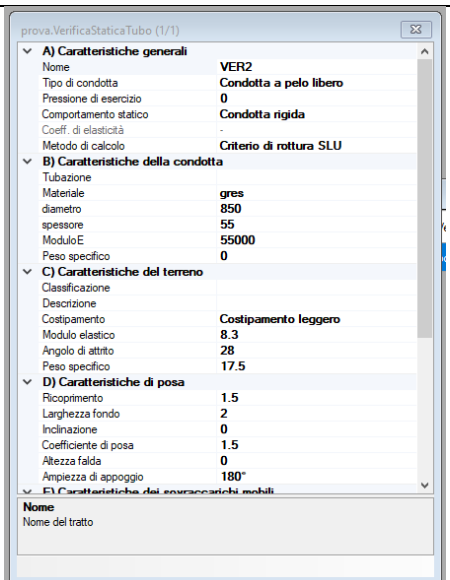 prova.VerificaStaticaTubo (1/1)
A) Caratteristiche generali
Nome VER2
Tipo di condotta Condotta a pelo libero
Pressione di esercizio 0
Comportamento statico Condotta rigida
Coeff. di elasticità -
Metodo di calcolo Criterio di rottura SLU
B) Caratteristiche della condotta
Tubazione
Materiale gres
diametro 850
spessore 55
ModuloE 55000
Peso specifico 0
C) Caratteristiche del terreno
Classificazione
Descrizione
Costipamento Costipamento leggero
Modulo elastico 8.3
Angolo di attrito 28
Peso specifico 17.5
D) Caratteristiche di posa
Ricoprimento 1.5
Larghezza fondo 2
Inclinazione 0
Coefficiente di posa 1.5
Altezza falda 0
Ampiezza di appoggio 180°
E) Caratteristiche dei sovraccarichi mobili
Nome
Nome del tratto